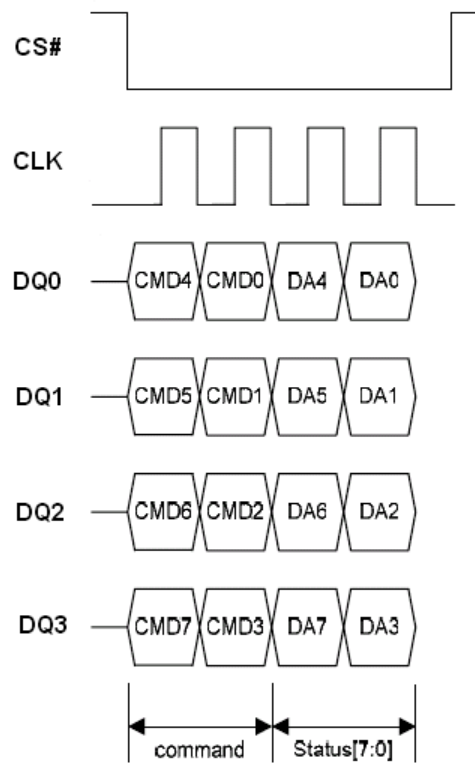 CS#
CLK
DQ0 CMD4 CMD0 DA4 DA0
DQ1 CMD5 CMD1 DA5 DA1
DQ2 CMD6 CMD2 DA6 DA2
DQ3 CMD7 CMD3 DA7 DA3
command Status[7:0]